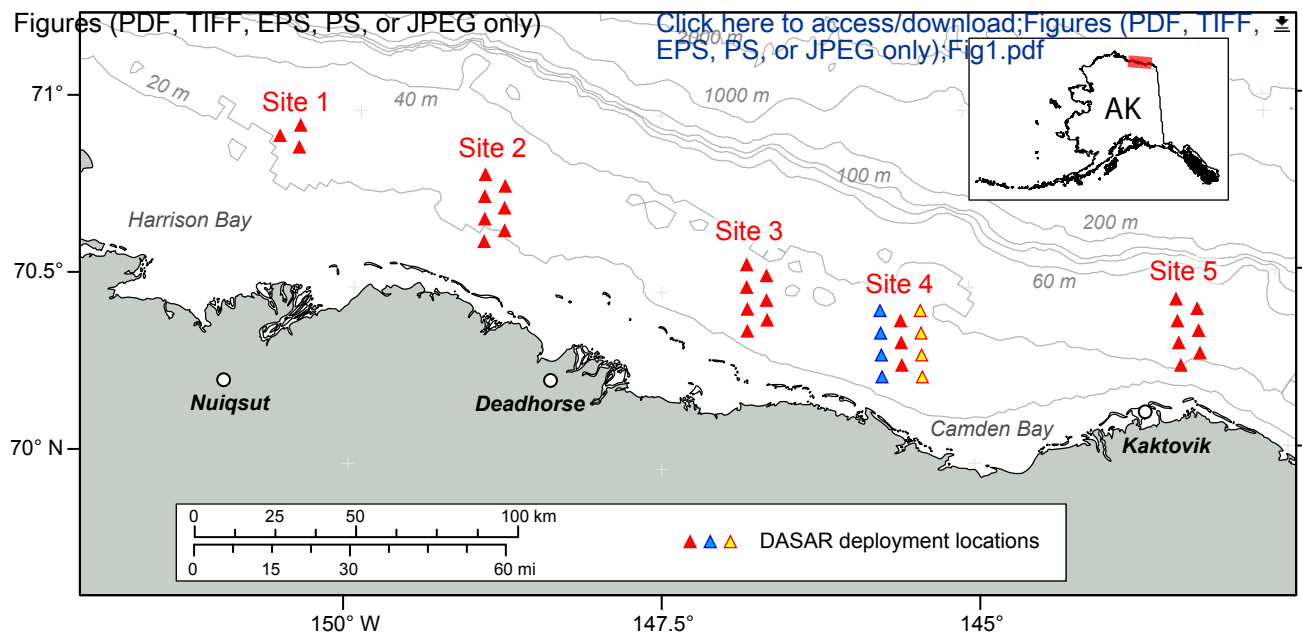 Figures (PDF, TIFF, EPS, PS, or JPEG only)
Click here to access/download;Figures (PDF, TIFF,
EPS, PS, or JPEG only);Fig1.pdf
2000 m
71°
20 m
Site 1
40 m
1000 m
AK
Site 2
100 m
Harrison Bay
200 m
Site 3
70.5°
60 m
Site 4
Site 5
Nuiqsut
Deadhorse
Camden Bay
70° N
Kaktovik
0 25 50 100 km
DASAR deployment locations
0 15 30 60 mi
150° W
147.5°
145°